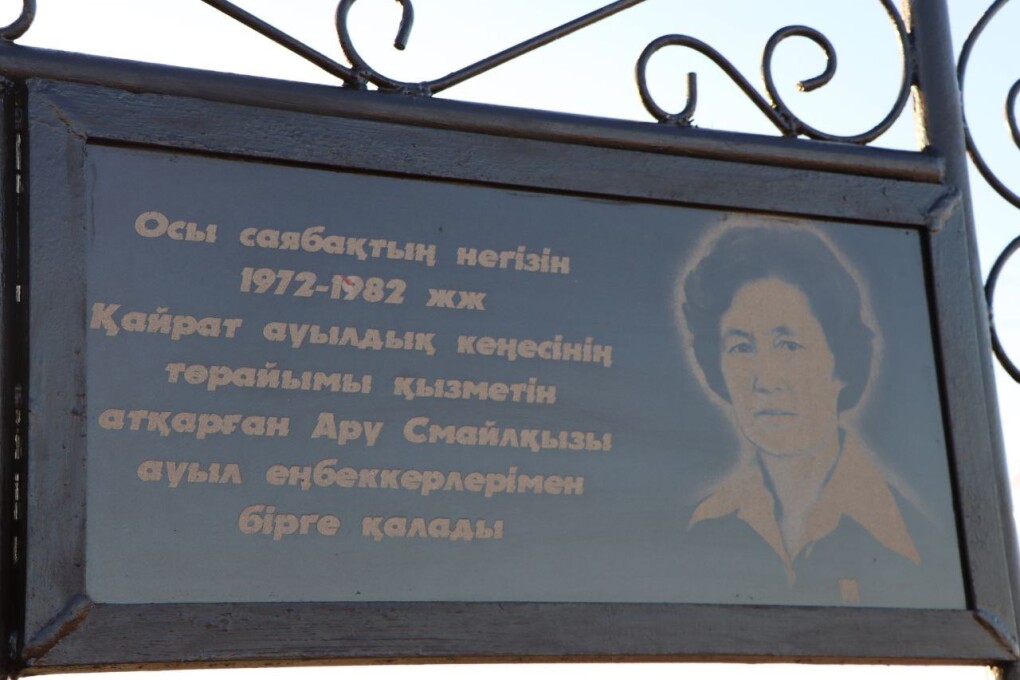 Осы саябақтың негізін
1972-1982 жж
Қайрат ауылдық кеңесінің
төрайымы қызметін
атқарған Ару Смайлқызы
ауыл еңбеккерлерімен
бірге қалады